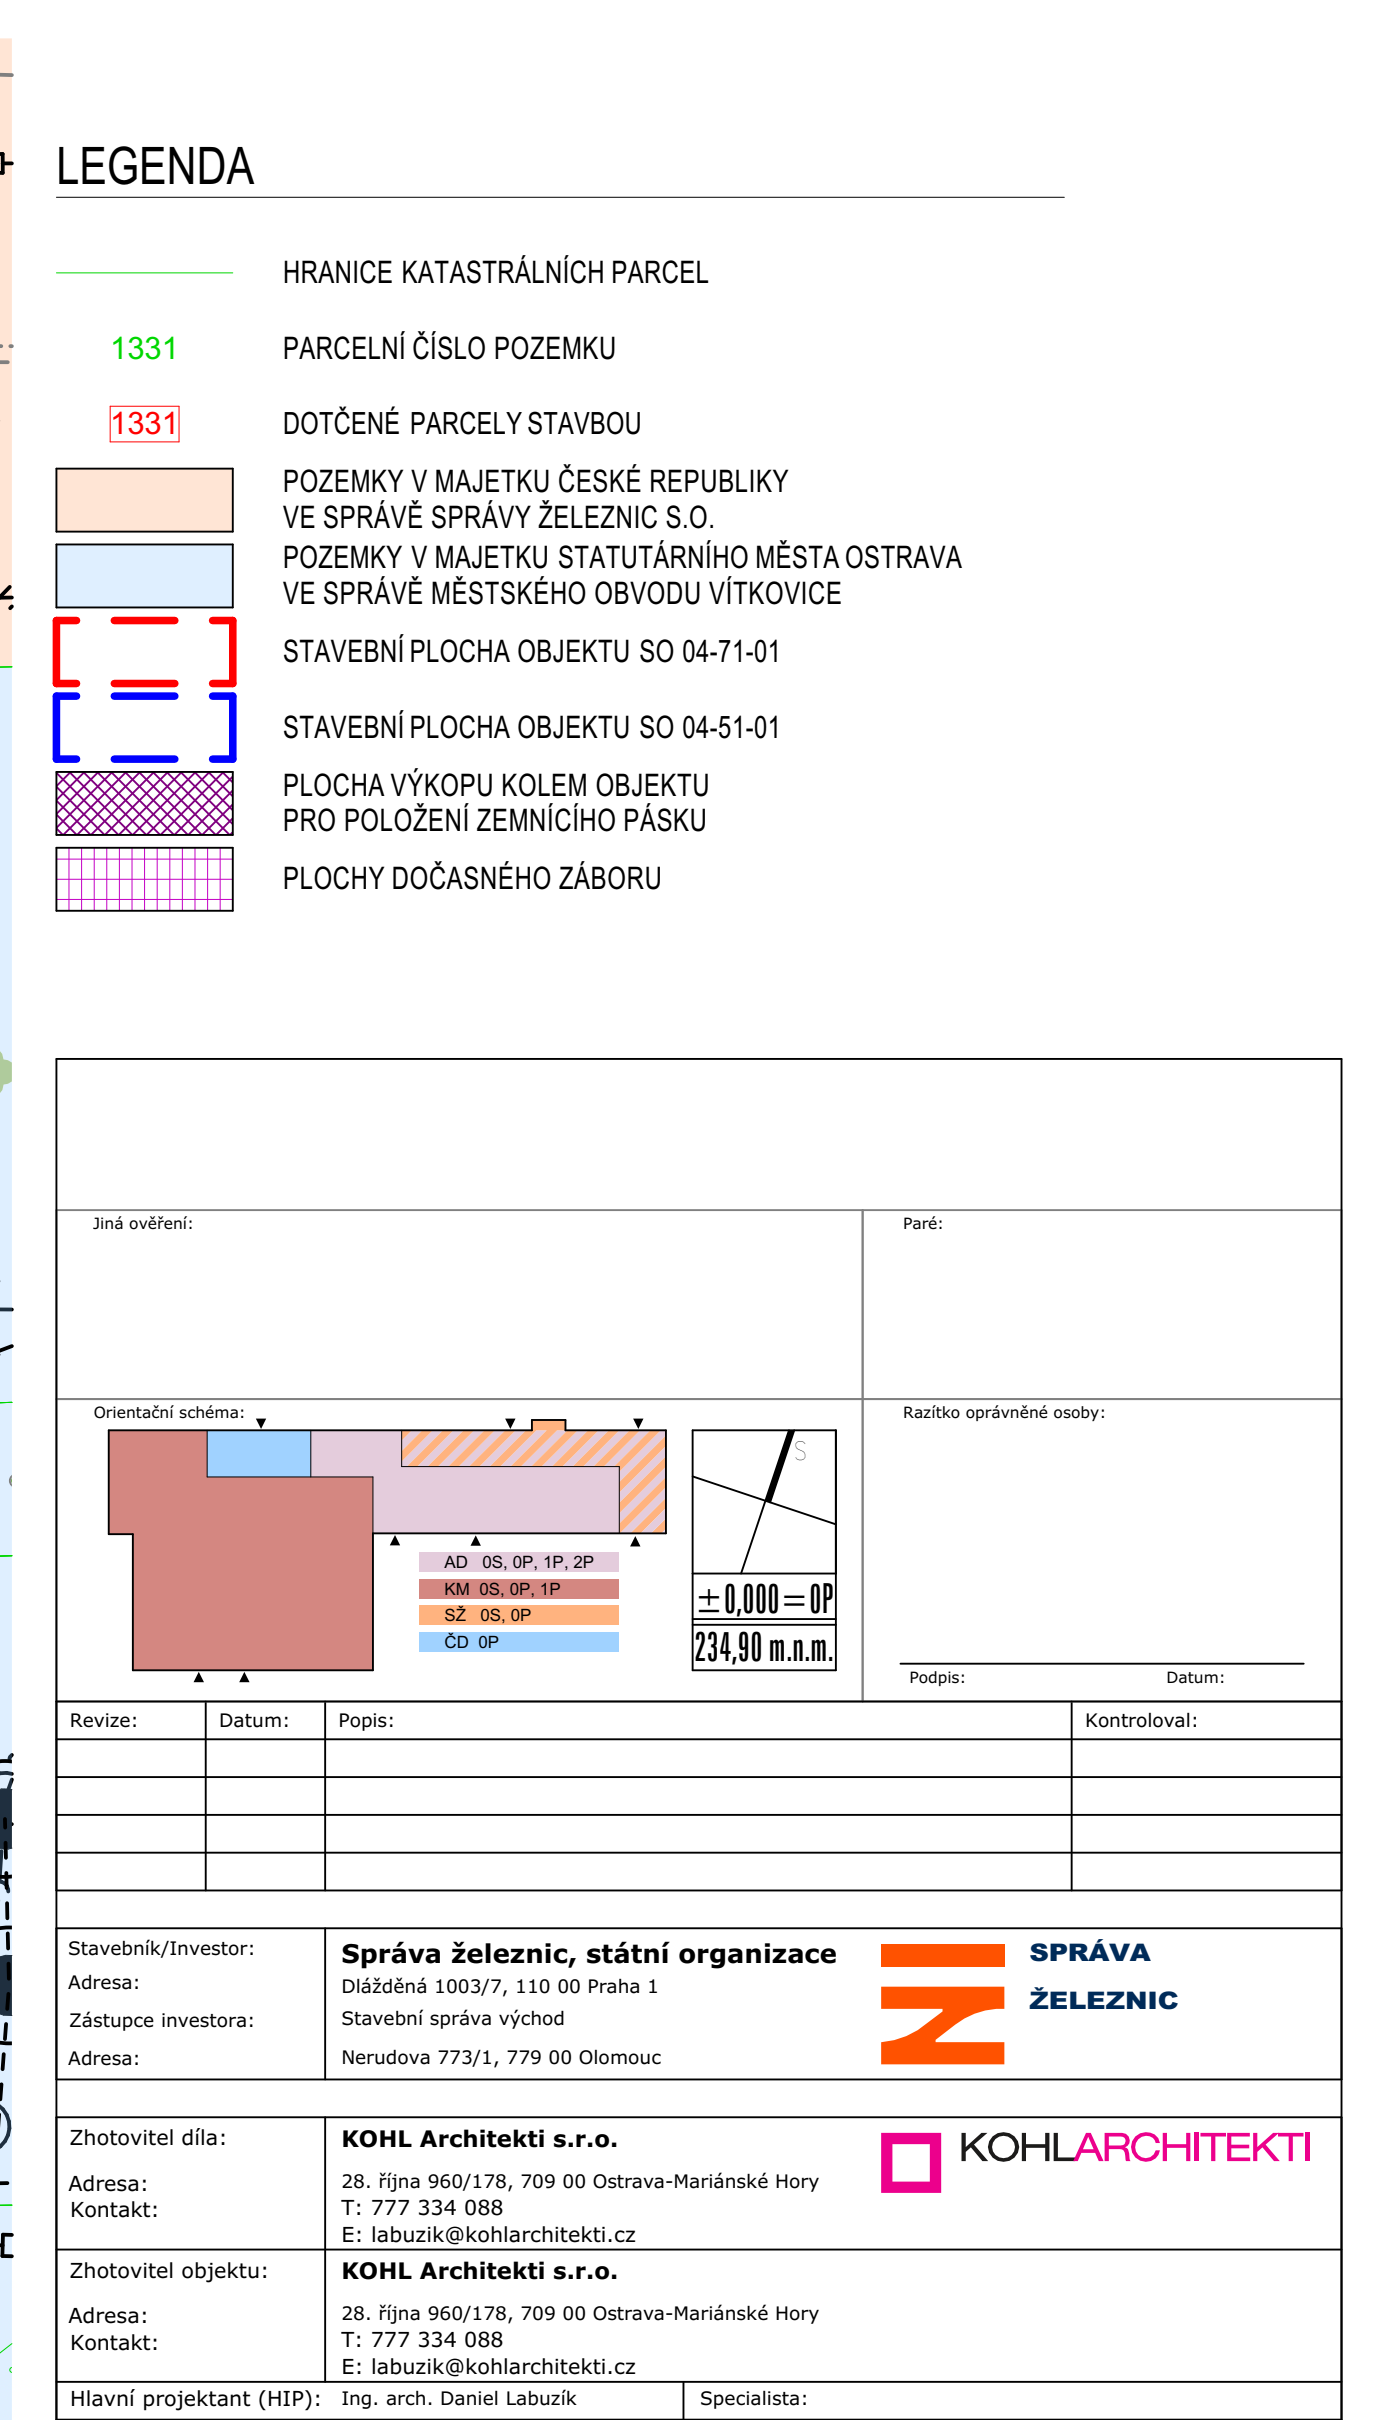 LEGENDA
HRANICE KATASTRÁLNÍCH PARCEL
1331 PARCELNÍ ČÍSLO POZEMKU
1331 DOTČENÉ PARCELY STAVBOU
POZEMKY V MAJETKU ČESKÉ REPUBLIKY
VE SPRÁVĚ SPRÁVY ŽELEZNIC S.O.
POZEMKY V MAJETKU STATUTÁRNÍHO MĚSTA OSTRAVA
VE SPRÁVĚ MĚSTSKÉHO OBVODU VÍTKOVICE
STAVEBNÍ PLOCHA OBJEKTU SO 04-71-01
STAVEBNÍ PLOCHA OBJEKTU SO 04-51-01
PLOCHA VÝKOPU KOLEM OBJEKTU
PRO POLOŽENÍ ZEMNÍCÍHO PÁSKU
PLOCHY DOČASNÉHO ZÁBORU
Jiná ověření: Paré:
Orientační schéma: Razítko oprávněné osoby:
S
AD 0S, 0P, 1P, 2P
KM 0S, 0P, 1P
SŽ 0S, 0P
ČD 0P
±0,000=0P
234,90 m.n.m.
Podpis: Datum:
Revize: Datum: Popis: Kontroloval:
Stavebník/Investor: Správa železnic, státní organizace
Adresa: Dlážděná 1003/7, 110 00 Praha 1
Zástupce investora: Stavební správa východ
Adresa: Nerudova 773/1, 779 00 Olomouc
SPRÁVA
ŽELEZNIC
Zhotovitel díla: KOHL Architekti s.r.o.
KOHLARCHITEKTI
Adresa: 28. října 960/178, 709 00 Ostrava-Mariánské Hory
Kontakt: T: 777 334 088
E: labuzik@kohlarchitekti.cz
Zhotovitel objektu: KOHL Architekti s.r.o.
Adresa: 28. října 960/178, 709 00 Ostrava-Mariánské Hory
Kontakt: T: 777 334 088
E: labuzik@kohlarchitekti.cz
Hlavní projektant (HIP): Ing. arch. Daniel Labuzík Specialista: